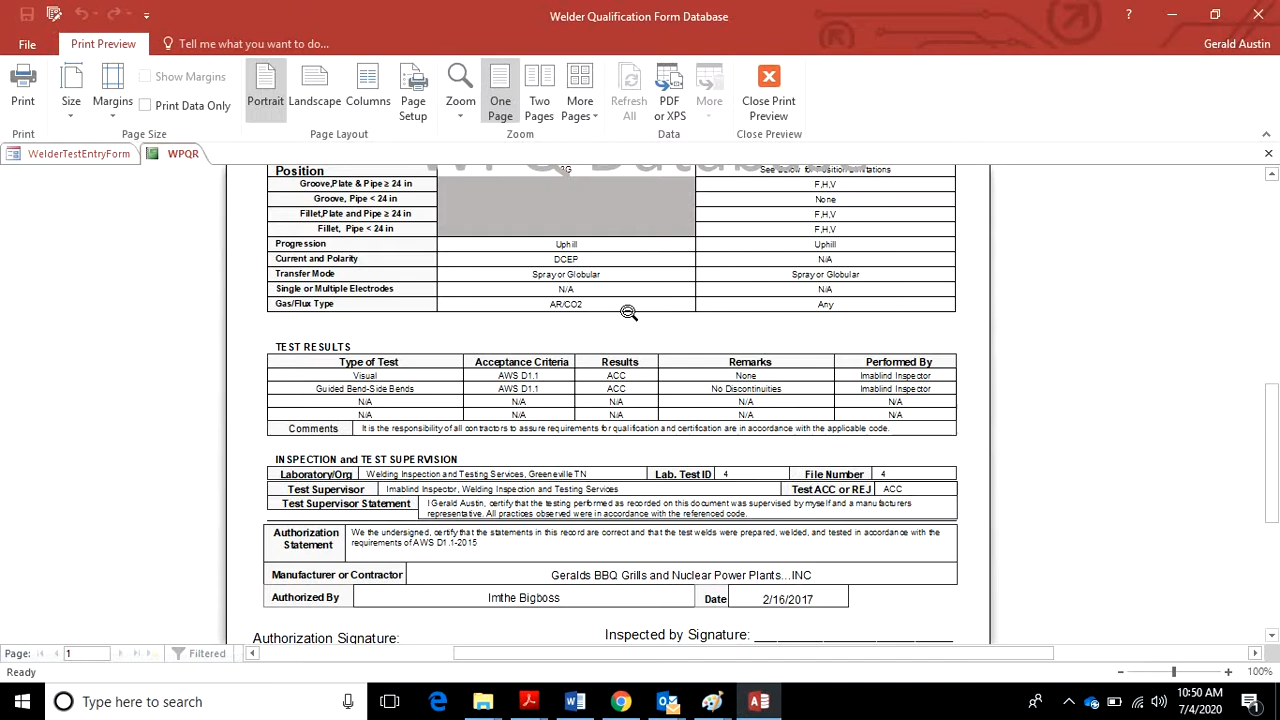 Welder Qualification Form Database
?
File
Print Preview
Tell me what you want to do...
Gerald Austin
Print
Size
Margins
Show Margins
Print Data Only
Portrait
Landscape
Columns
Page Setup
Zoom
One Page
Two Pages
More Pages
Refresh All
PDF or XPS
More
Close Print Preview
Print
Page Size
Page Layout
Zoom
Data
Close Preview
WelderTestEntryForm
WPQR
Position 3G See Below for Position Limitations
Groove,Plate & Pipe ≥ 24 in F,H,V
Groove, Pipe < 24 in None
Fillet,Plate and Pipe ≥ 24 in F,H,V
Fillet, Pipe < 24 in F,H,V
Progression Uphill Uphill
Current and Polarity DCEP N/A
Transfer Mode Spray or Globular Spray or Globular
Single or Multiple Electrodes N/A N/A
Gas/Flux Type AR/CO2 Any
TEST RESULTS
Type of Test Acceptance Criteria Results Remarks Performed By
Visual AWS D1.1 ACC None Imablind Inspector
Guided Bend-Side Bends AWS D1.1 ACC No Discontinuities Imablind Inspector
N/A N/A N/A N/A N/A
N/A N/A N/A N/A N/A
Comments It is the responsibility of all contractors to assure requirements for qualification and certification are in accordance with the applicable code.
INSPECTION and TEST SUPERVISION
Laboratory/Org Welding Inspection and Testing Services, Greeneville TN Lab. Test ID 4 File Number 4
Test Supervisor Imablind Inspector, Welding Inspection and Testing Services Test ACC or REJ ACC
Test Supervisor Statement I Gerald Austin, certify that the testing performed as recorded on this document was supervised by myself and a manufacturers
representative. All practices observed were in accordance with the referenced code.
Authorization Statement We the undersigned, certify that the statements in this record are correct and that the test welds were prepared, welded, and tested in accordance with the
requirements of AWS D1.1-2015
Manufacturer or Contractor Geralds BBQ Grills and Nuclear Power Plants...INC
Authorized By Imthe Bigboss Date 2/16/2017
Authorization Signature: Inspected by Signature:
Page: 1 Filtered
Ready 100%
Type here to search
10:50 AM
7/4/2020
1